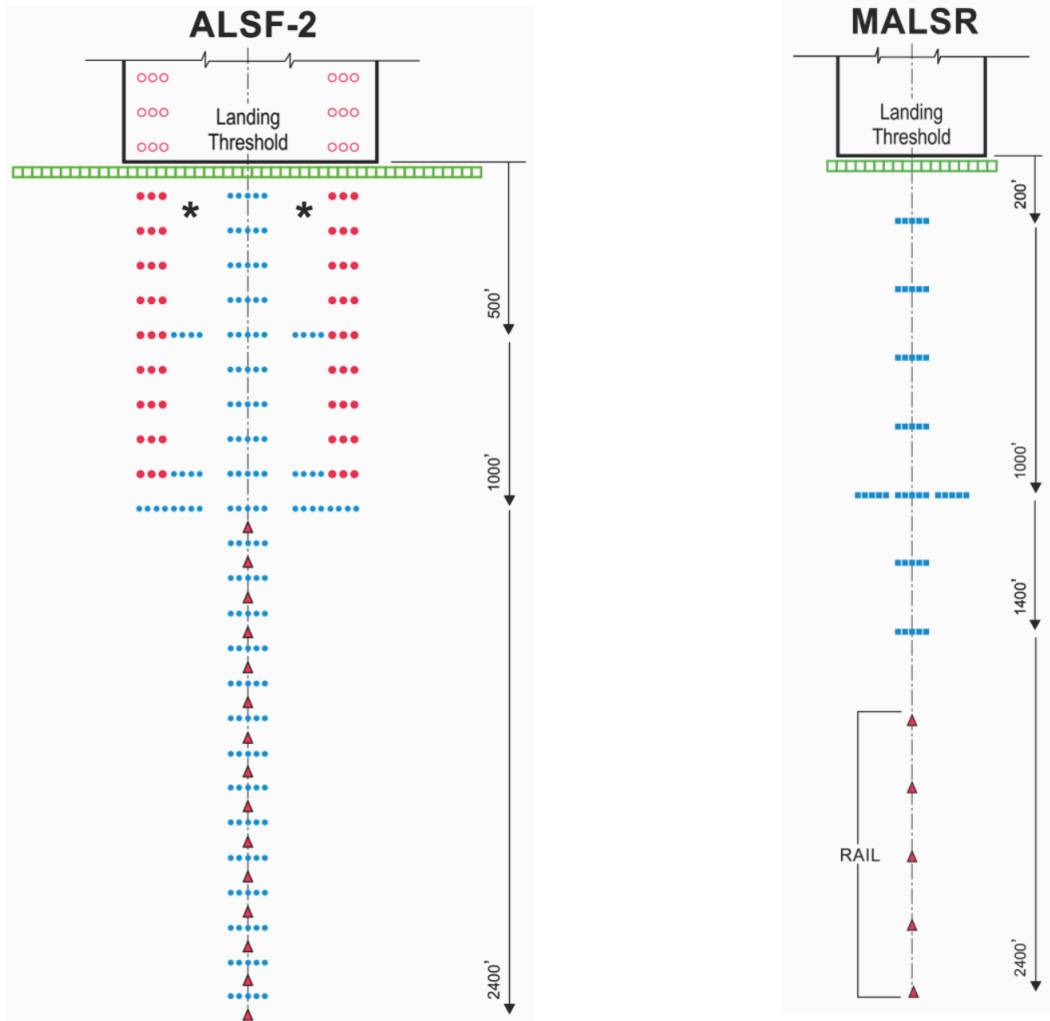 ALSF-2
Landing
Threshold
*
*
500'
1000'
2400'
MALSR
Landing
Threshold
200'
1000'
1400'
RAIL
2400'